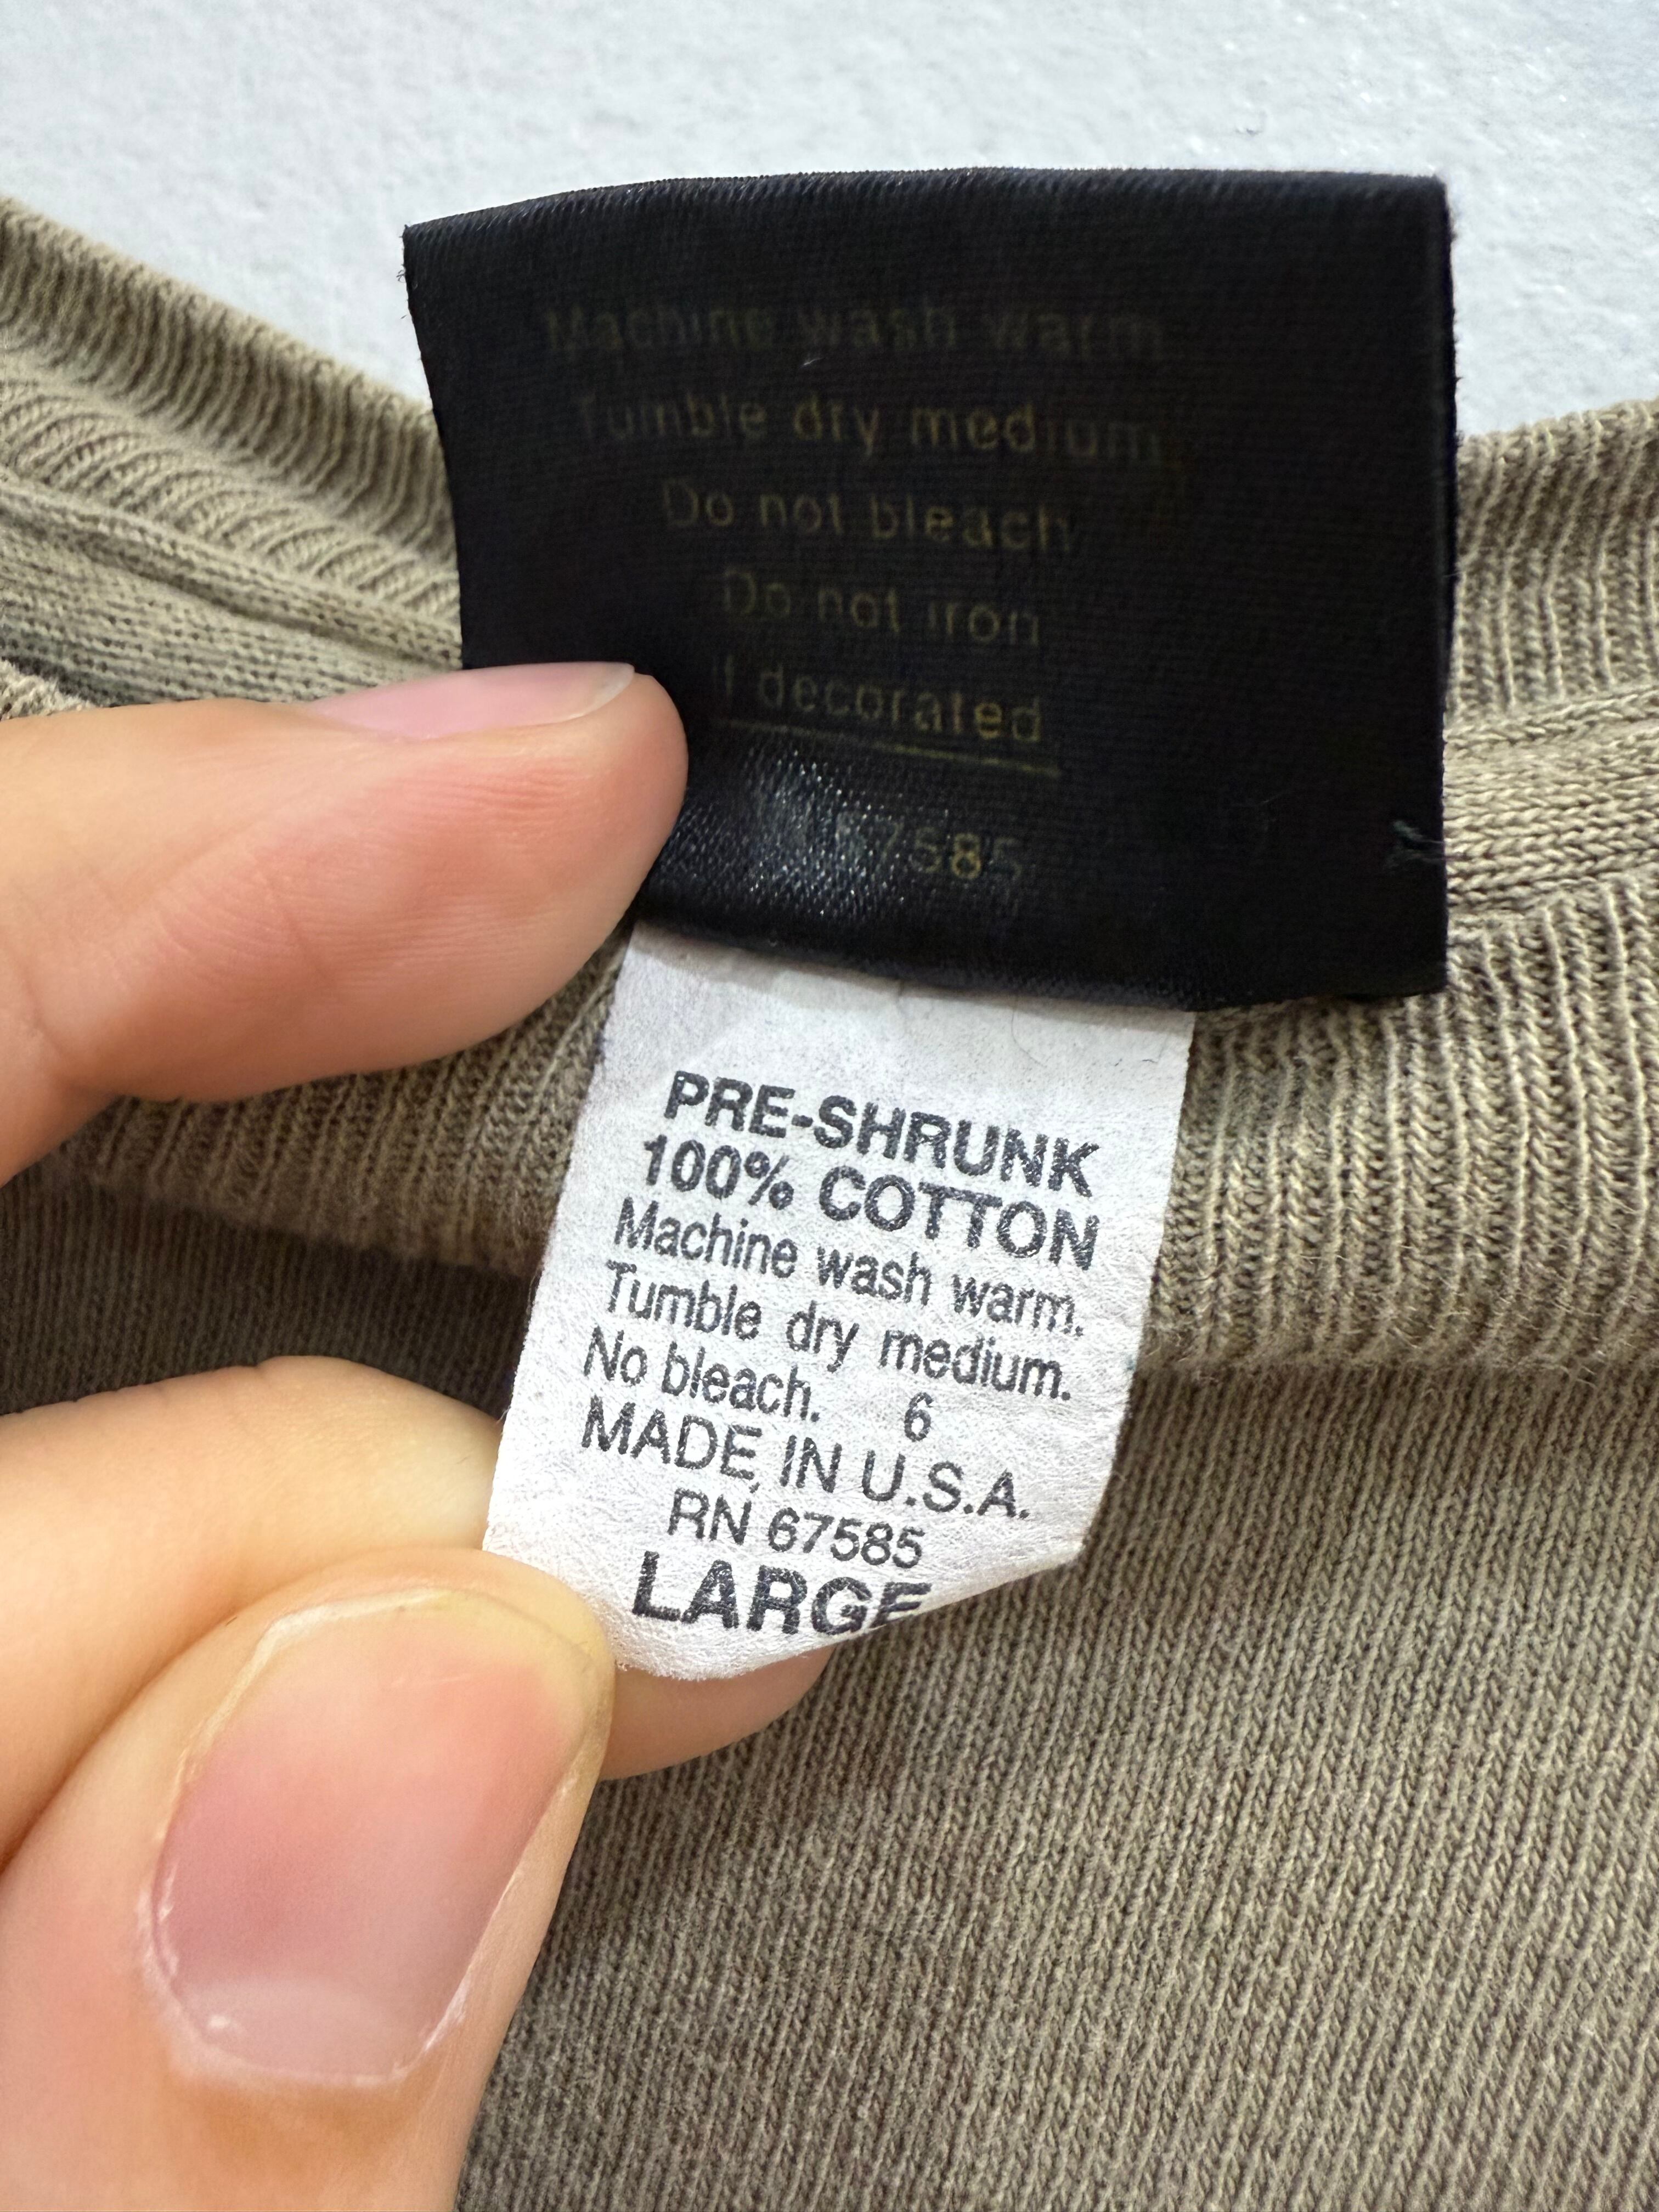 Machine wash warm
Tumble dry medium
Do not bleach
Do not iron
if decorated
67585
PRE-SHRUNK
100% COTTON
Machine wash warm.
Tumble dry medium.
No bleach. 6
MADE IN U.S.A.
RN 67585
LARGE